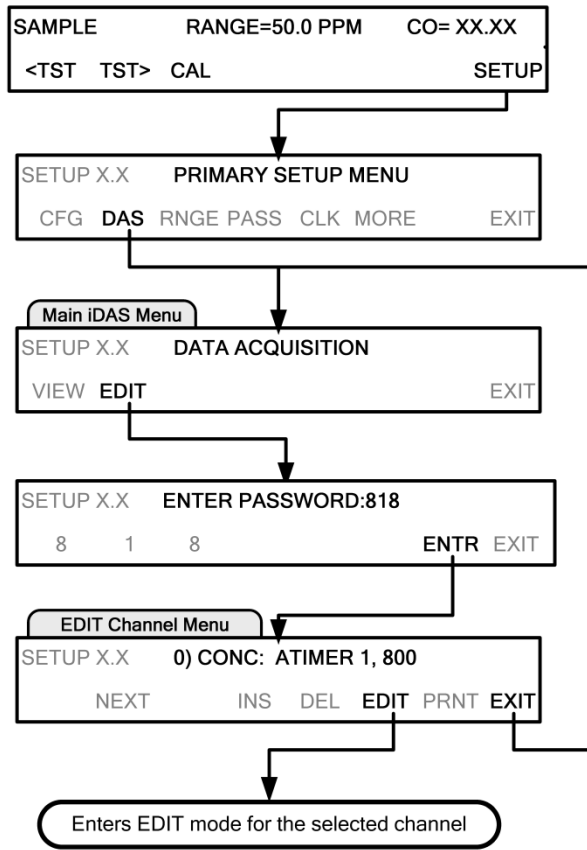 SAMPLE RANGE=50.0 PPM CO= XX.XX
<TST TST> CAL SETUP
SETUP X.X PRIMARY SETUP MENU
CFG DAS RNGE PASS CLK MORE EXIT
Main iDAS Menu
SETUP X.X DATA ACQUISITION
VIEW EDIT EXIT
SETUP X.X ENTER PASSWORD:818
8 1 8 ENTR EXIT
EDIT Channel Menu
SETUP X.X 0) CONC: ATIMER 1, 800
NEXT INS DEL EDIT PRNT EXIT
Enters EDIT mode for the selected channel